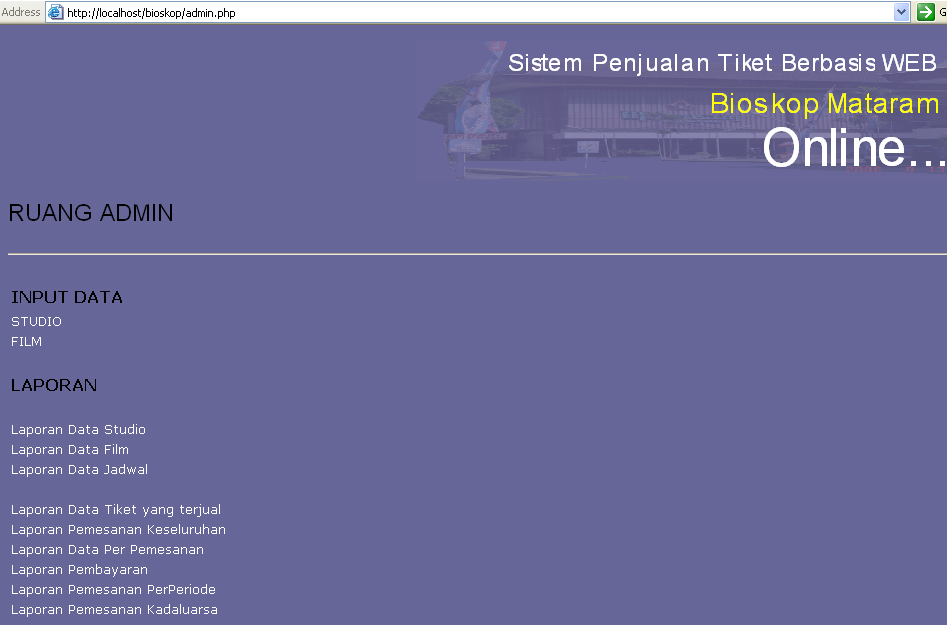 Address http://localhost/bioskop/admin.php G
Sistem Penjualan Tiket Berbasis WEB
Bioskop Mataram
Online...
RUANG ADMIN
INPUT DATA
STUDIO
FILM
LAPORAN
Laporan Data Studio
Laporan Data Film
Laporan Data Jadwal
Laporan Data Tiket yang terjual
Laporan Pemesanan Keseluruhan
Laporan Data Per Pemesanan
Laporan Pembayaran
Laporan Pemesanan PerPeriode
Laporan Pemesanan Kadaluarsa